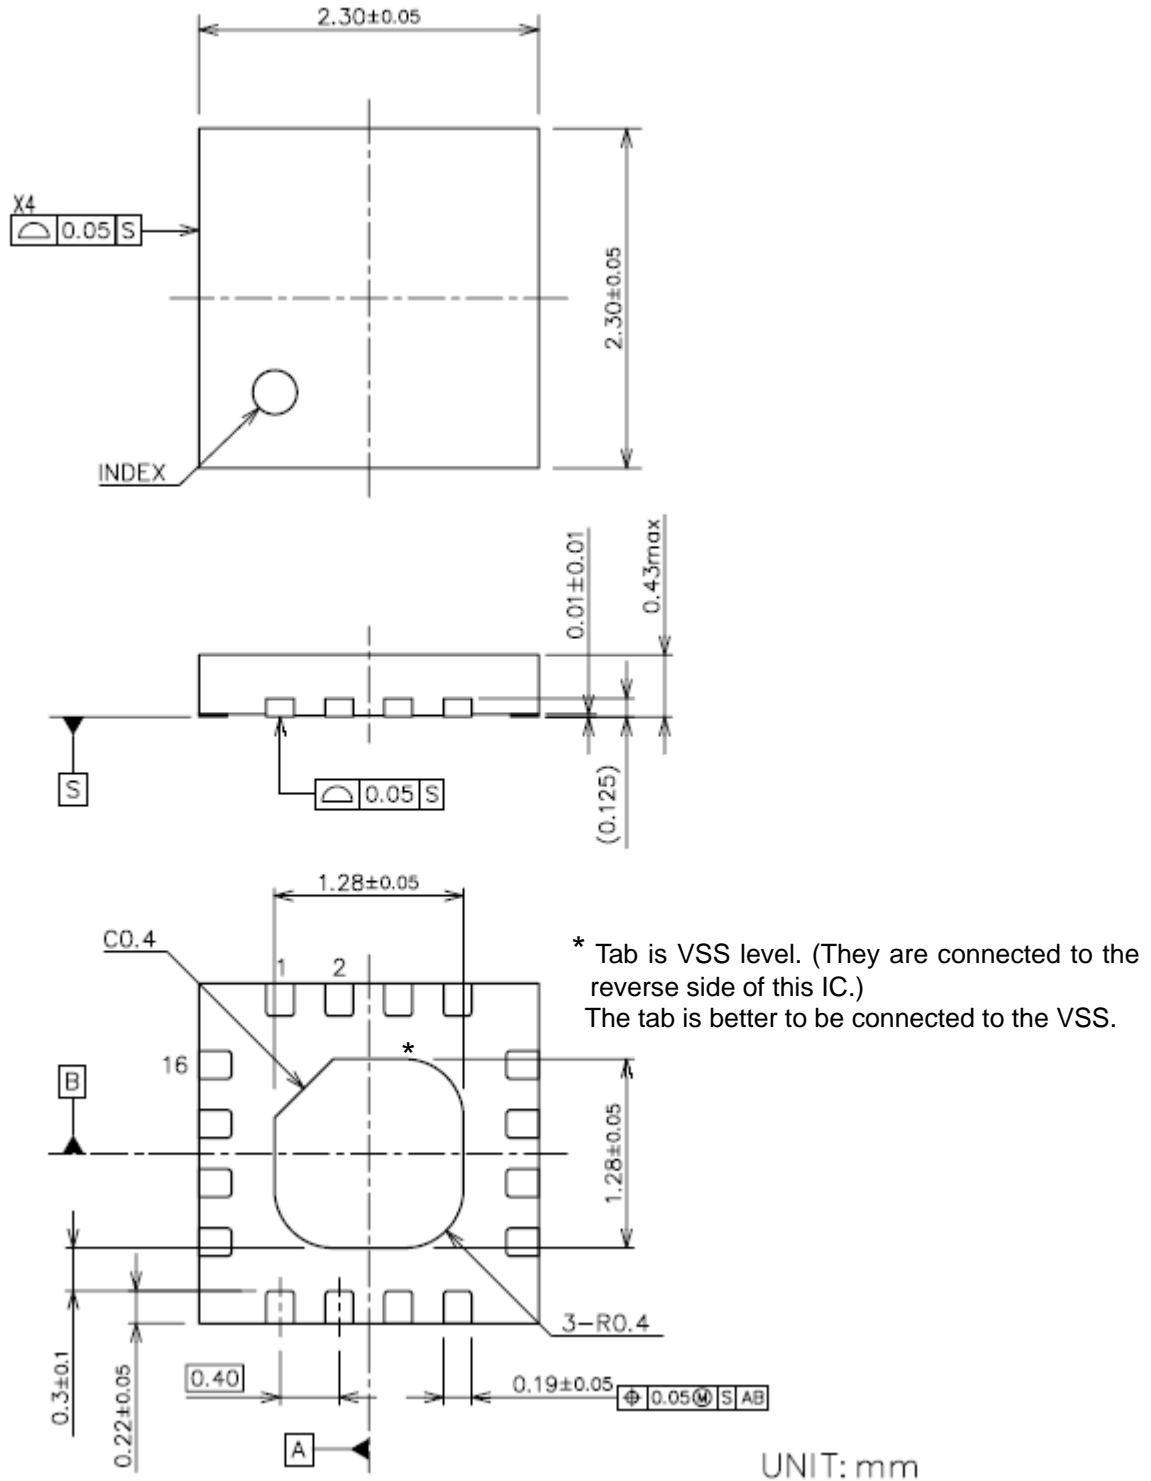 2.30±0.05
X4
0.05 S
2.30±0.05
INDEX
0.01±0.01
0.43max
S
0.05 S
(0.125)
1.28±0.05
C0.4
1 2
* Tab is VSS level. (They are connected to the
reverse side of this IC.)
The tab is better to be connected to the VSS.
*
16
B
1.28±0.05
3-R0.4
0.3±0.1
0.22±0.05
0.40
0.19±0.05
⌖ 0.05Ⓜ S AB
A
UNIT: mm